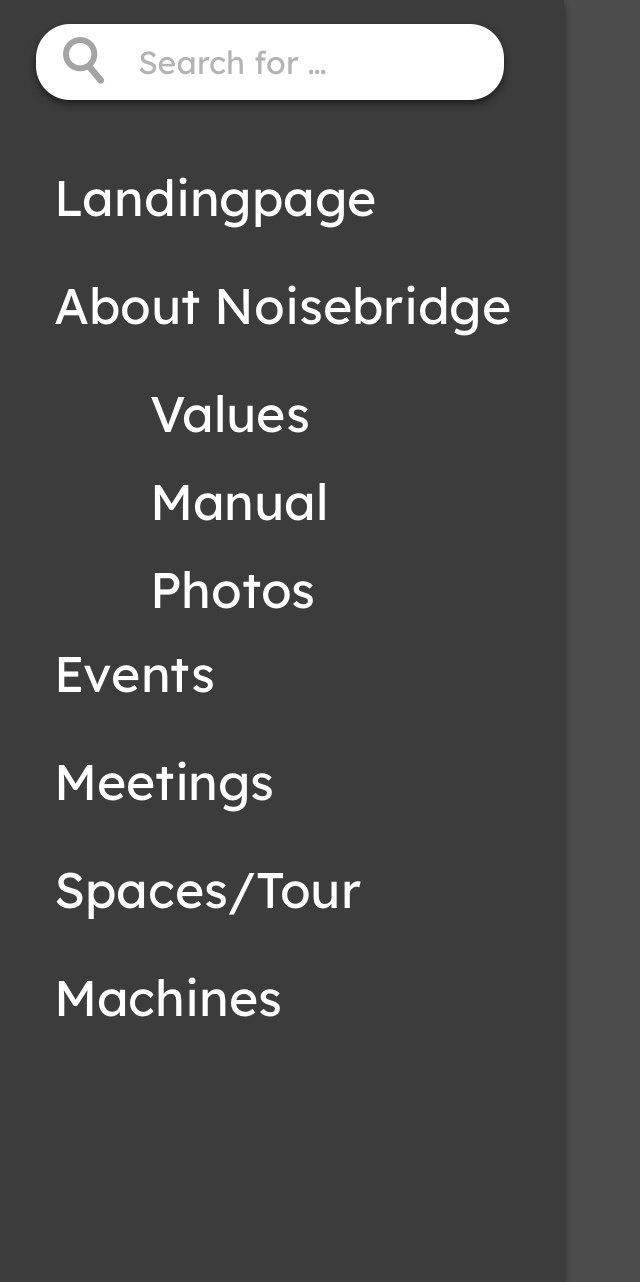 Search for ...
Landingpage
About Noisebridge
Values
Manual
Photos
Events
Meetings
Spaces/Tour
Machines